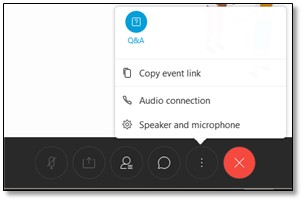 Q&A
Copy event link
Audio connection
Speaker and microphone